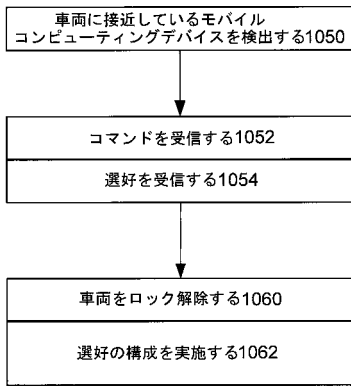 車両に接近しているモバイル
コンピューティングデバイスを検出する1050
コマンドを受信する1052
選好を受信する1054
車両をロック解除する1060
選好の構成を実施する1062